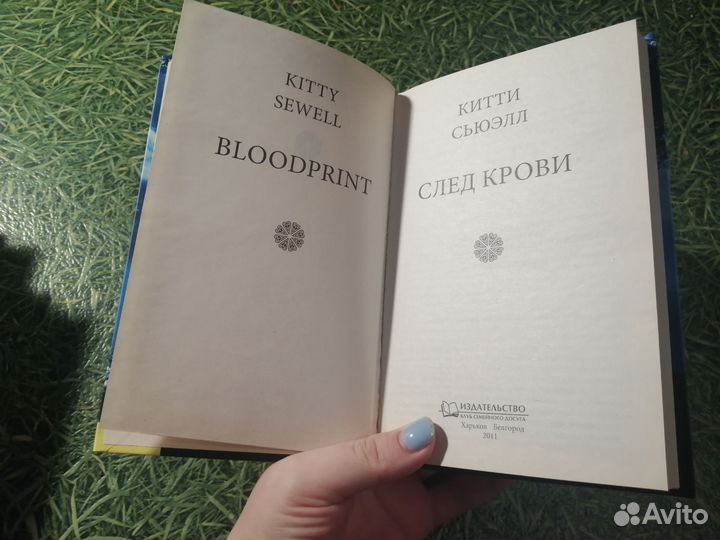 KITTY
SEWELL
BLOODPRINT
КИТТИ
СЬЮЭЛЛ
СЛЕД КРОВИ
ИЗДАТЕЛЬСТВО
КЛУБ СЕМЕЙНОГО ДОСУГА
Харьков Белгород
2011
Avito